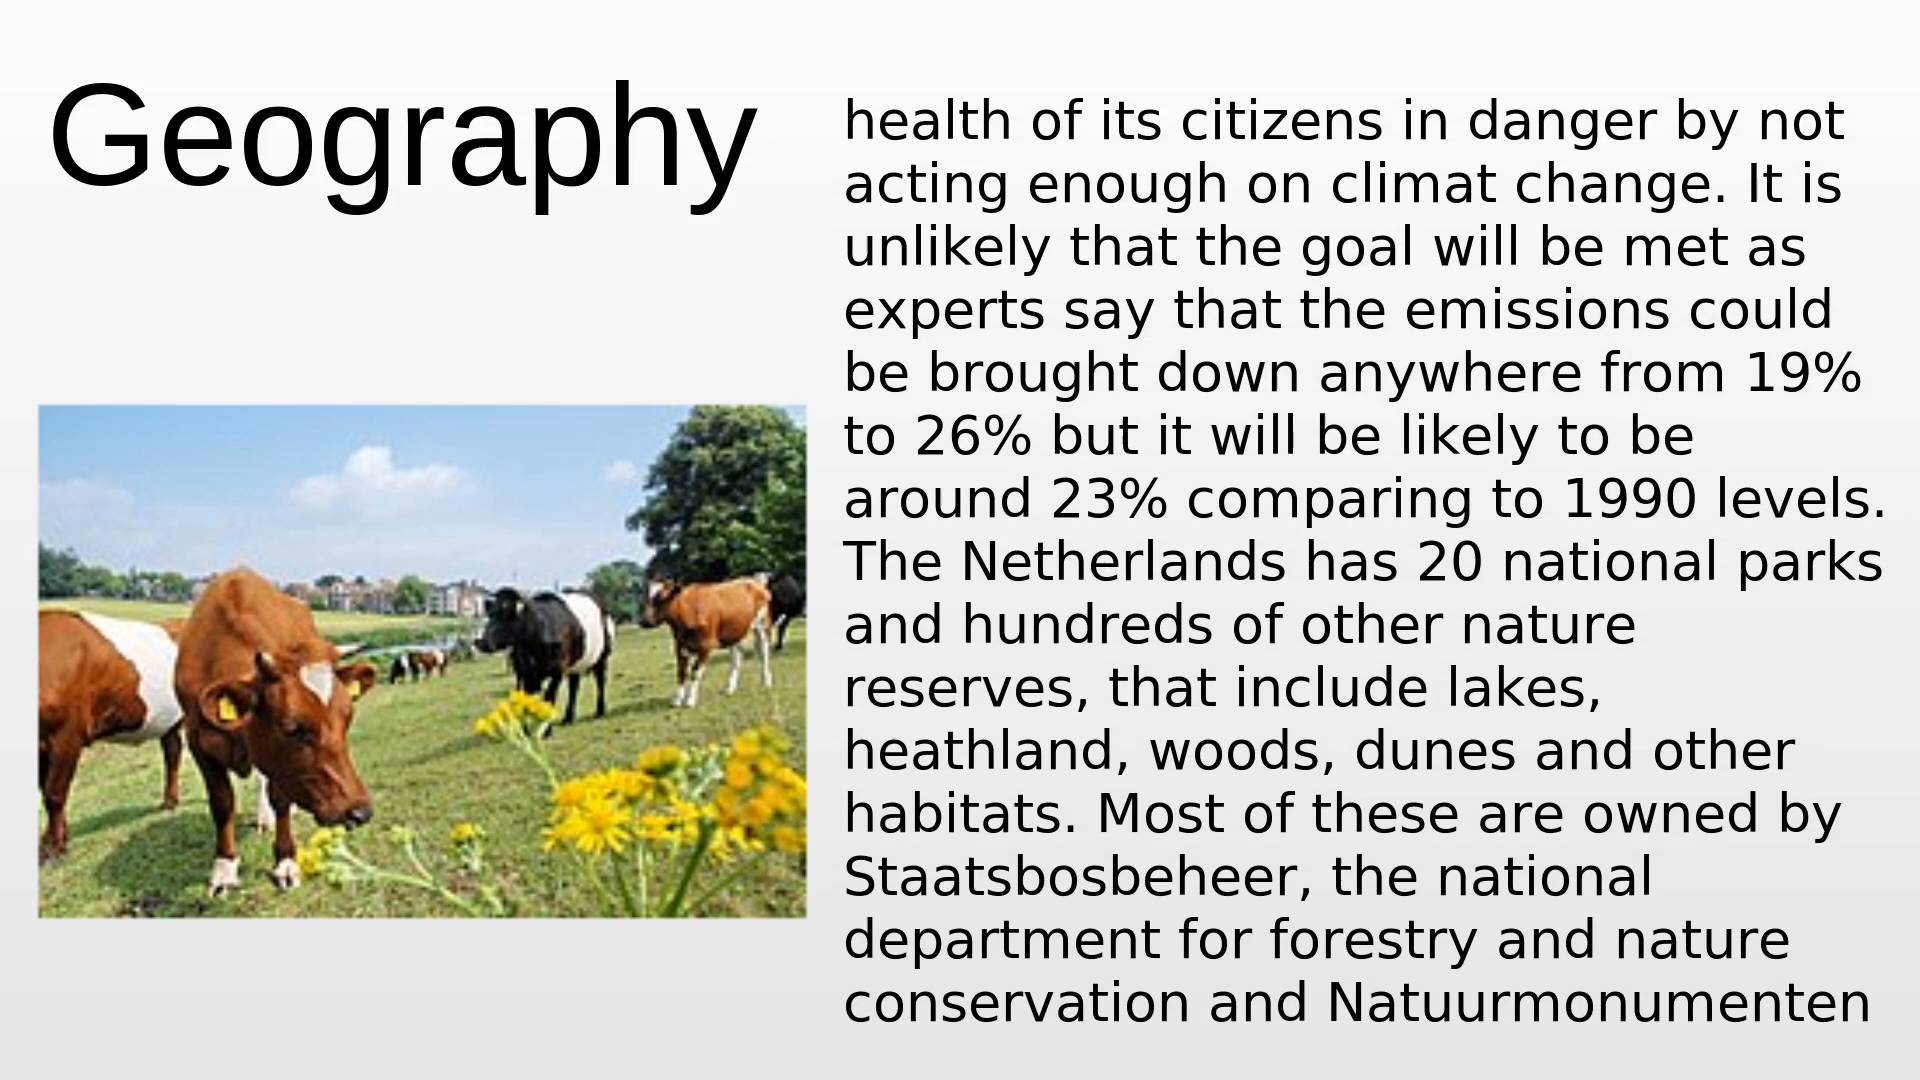 Geography
health of its citizens in danger by not
acting enough on climat change. It is
unlikely that the goal will be met as
experts say that the emissions could
be brought down anywhere from 19%
to 26% but it will be likely to be
around 23% comparing to 1990 levels.
The Netherlands has 20 national parks
and hundreds of other nature
reserves, that include lakes,
heathland, woods, dunes and other
habitats. Most of these are owned by
Staatsbosbeheer, the national
department for forestry and nature
conservation and Natuurmonumenten